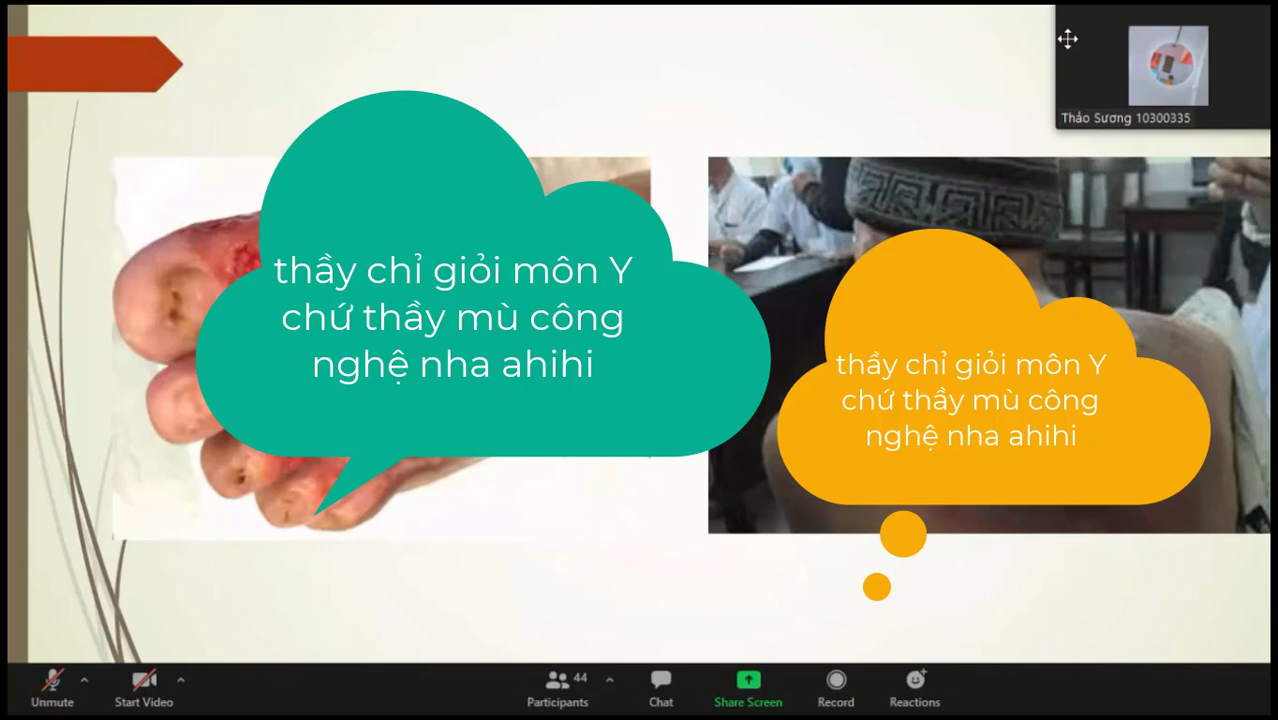 Thảo Sương 10300335
thầy chỉ giỏi môn Y
chứ thầy mù công
nghệ nha ahihi
thầy chỉ giỏi môn Y
chứ thầy mù công
nghệ nha ahihi
44
Unmute
Start Video
Participants
Chat
Share Screen
Record
Reactions